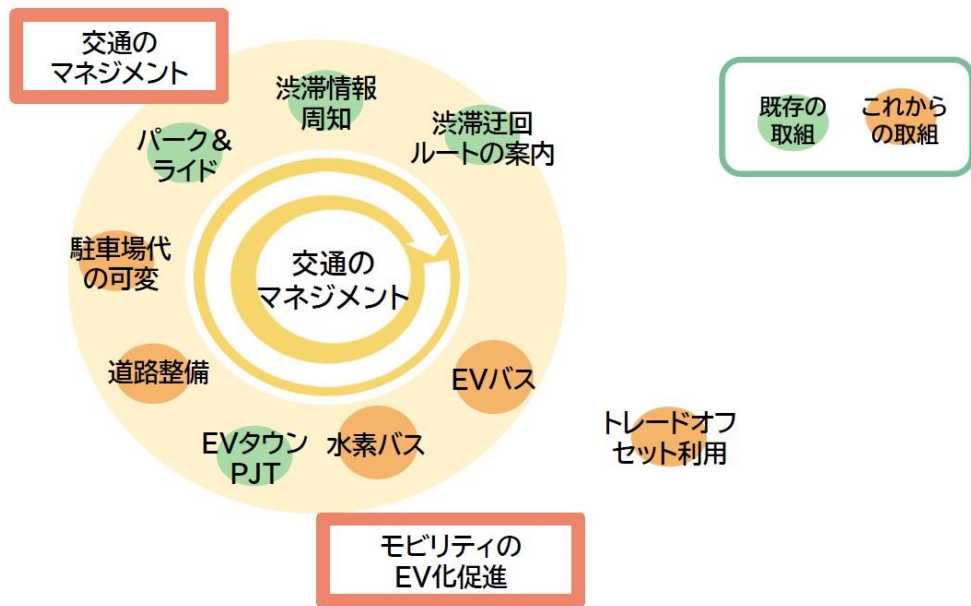 交通の
マネジメント
渋滞情報
周知
渋滞迂回
ルートの案内
パーク&
ライド
駐車場代
の可変
交通の
マネジメント
道路整備
EVバス
EVタウン
PJT
水素バス
トレードオフ
セット利用
モビリティの
EV化促進
既存の
取組
これから
の取組